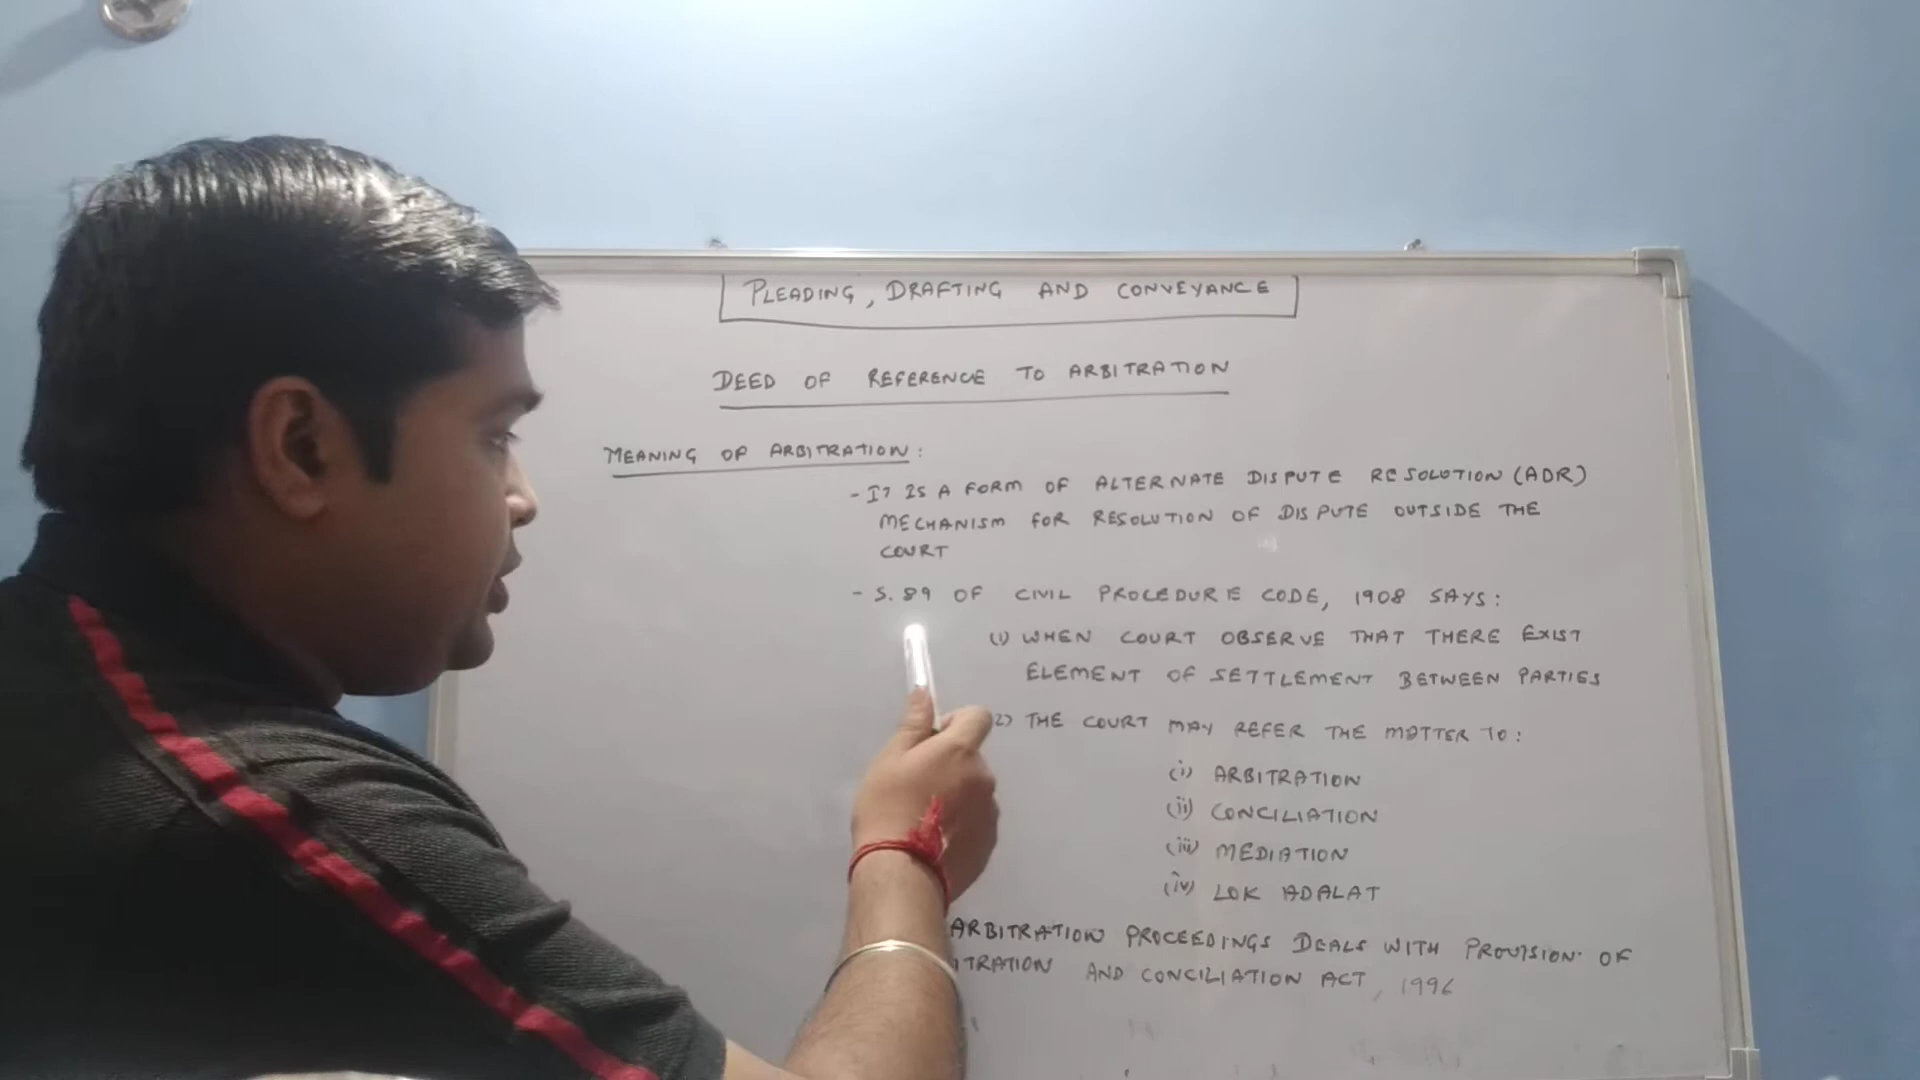 PLEADING, DRAFTING AND CONVEYANCE
DEED OF REFERENCE TO ARBITRATION
MEANING OF ARBITRATION:
- IT IS A FORM OF ALTERNATE DISPUTE RESOLUTION (ADR)
MECHANISM FOR RESOLUTION OF DISPUTE OUTSIDE THE
COURT
- S. 89 OF CIVIL PROCEDURE CODE, 1908 SAYS:
(1) WHEN COURT OBSERVE THAT THERE EXIST
ELEMENT OF SETTLEMENT BETWEEN PARTIES
2) THE COURT MAY REFER THE MATTER TO:
(i) ARBITRATION
(ii) CONCILIATION
(iii) MEDIATION
(iv) LOK ADALAT
ARBITRATION PROCEEDINGS DEALS WITH PROVISION OF
ITRATION AND CONCILIATION ACT, 1996